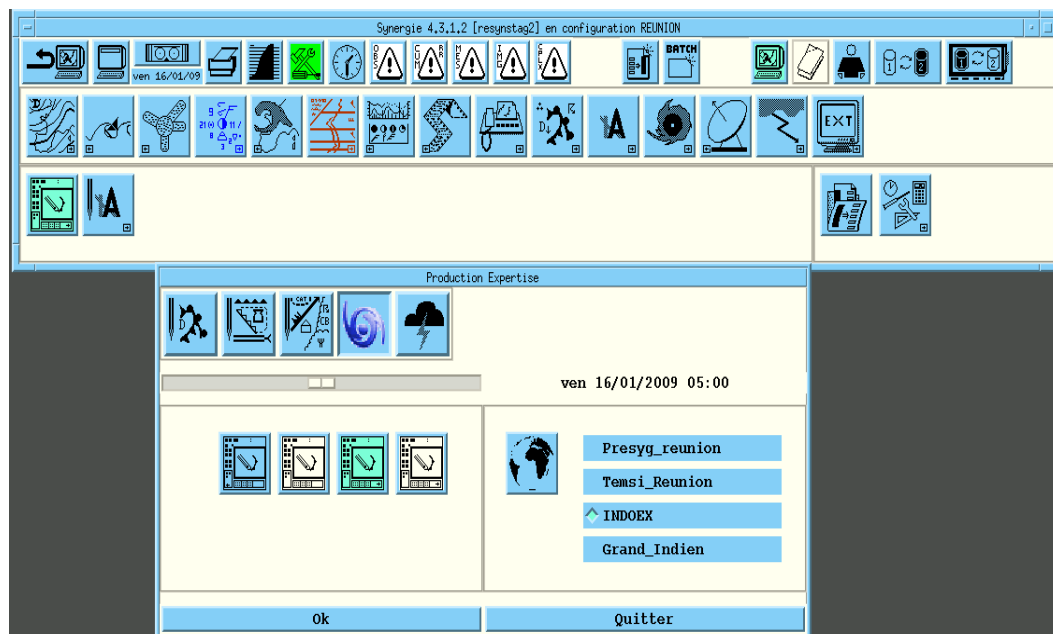 Synergie 4.3.1.2 [resynstag2] en configuration REUNION
ven 16/01/09
BATCH
EXT
Production Expertise
ven 16/01/2009 05:00
Presyg_reunion
Temsi_Reunion
INDOEX
Grand_Indien
Ok
Quitter